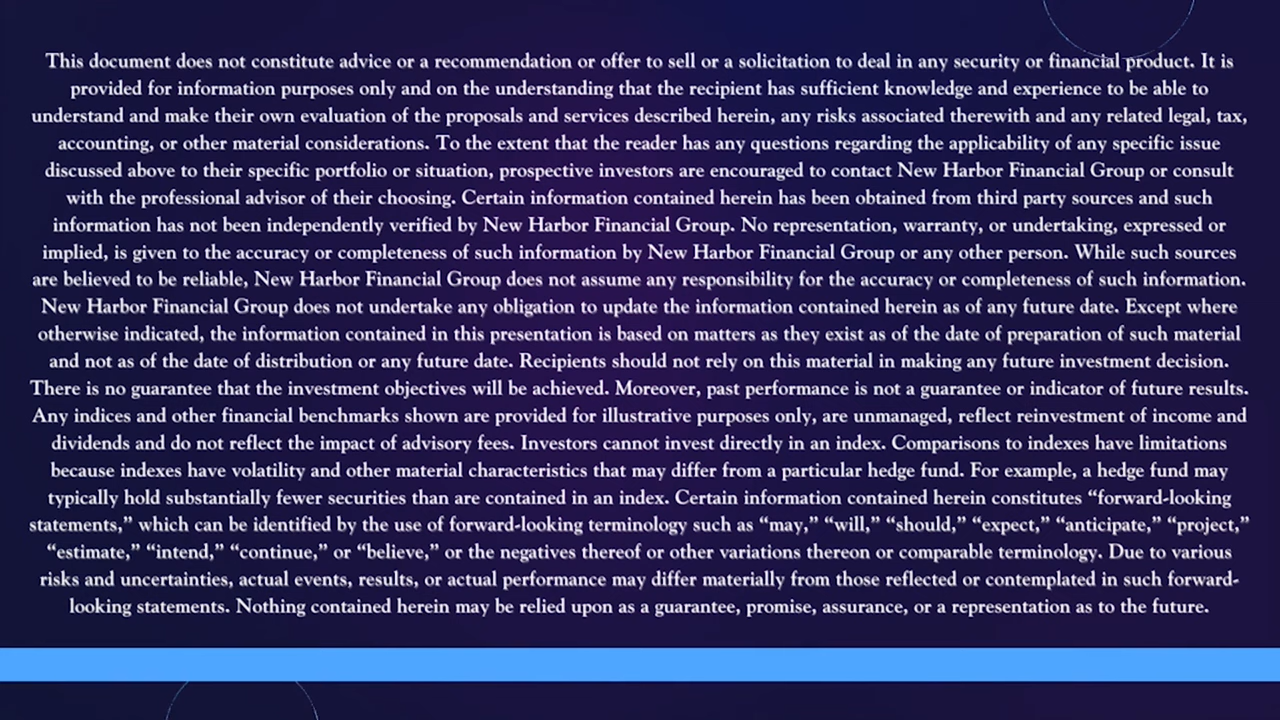 This document does not constitute advice or a recommendation or offer to sell or a solicitation to deal in any security or financial product. It is
provided for information purposes only and on the understanding that the recipient has sufficient knowledge and experience to be able to
understand and make their own evaluation of the proposals and services described herein, any risks associated therewith and any related legal, tax,
accounting, or other material considerations. To the extent that the reader has any questions regarding the applicability of any specific issue
discussed above to their specific portfolio or situation, prospective investors are encouraged to contact New Harbor Financial Group or consult
with the professional advisor of their choosing. Certain information contained herein has been obtained from third party sources and such
information has not been independently verified by New Harbor Financial Group. No representation, warranty, or undertaking, expressed or
implied, is given to the accuracy or completeness of such information by New Harbor Financial Group or any other person. While such sources
are believed to be reliable, New Harbor Financial Group does not assume any responsibility for the accuracy or completeness of such information.
New Harbor Financial Group does not undertake any obligation to update the information contained herein as of any future date. Except where
otherwise indicated, the information contained in this presentation is based on matters as they exist as of the date of preparation of such material
and not as of the date of distribution or any future date. Recipients should not rely on this material in making any future investment decision.
There is no guarantee that the investment objectives will be achieved. Moreover, past performance is not a guarantee or indicator of future results.
Any indices and other financial benchmarks shown are provided for illustrative purposes only, are unmanaged, reflect reinvestment of income and
dividends and do not reflect the impact of advisory fees. Investors cannot invest directly in an index. Comparisons to indexes have limitations
because indexes have volatility and other material characteristics that may differ from a particular hedge fund. For example, a hedge fund may
typically hold substantially fewer securities than are contained in an index. Certain information contained herein constitutes “forward-looking
statements,” which can be identified by the use of forward-looking terminology such as “may,” “will,” “should,” “expect,” “anticipate,” “project,”
“estimate,” “intend,” “continue,” or “believe,” or the negatives thereof or other variations thereon or comparable terminology. Due to various
risks and uncertainties, actual events, results, or actual performance may differ materially from those reflected or contemplated in such forward-
looking statements. Nothing contained herein may be relied upon as a guarantee, promise, assurance, or a representation as to the future.